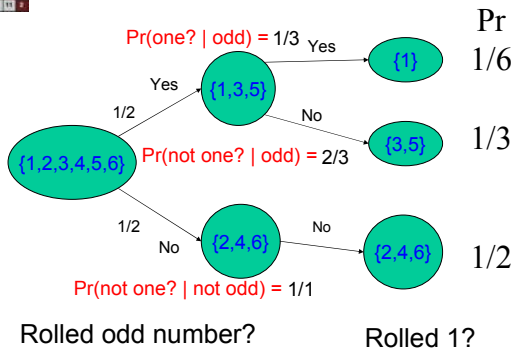 11 2
Pr
Pr(one? | odd) = 1/3
Yes
{1}
1/6
Yes
{1,3,5}
1/2
No
{3,5}
1/3
{1,2,3,4,5,6}
Pr(not one? | odd) = 2/3
1/2
No
{2,4,6}
No
{2,4,6}
1/2
Pr(not one? | not odd) = 1/1
Rolled odd number?
Rolled 1?